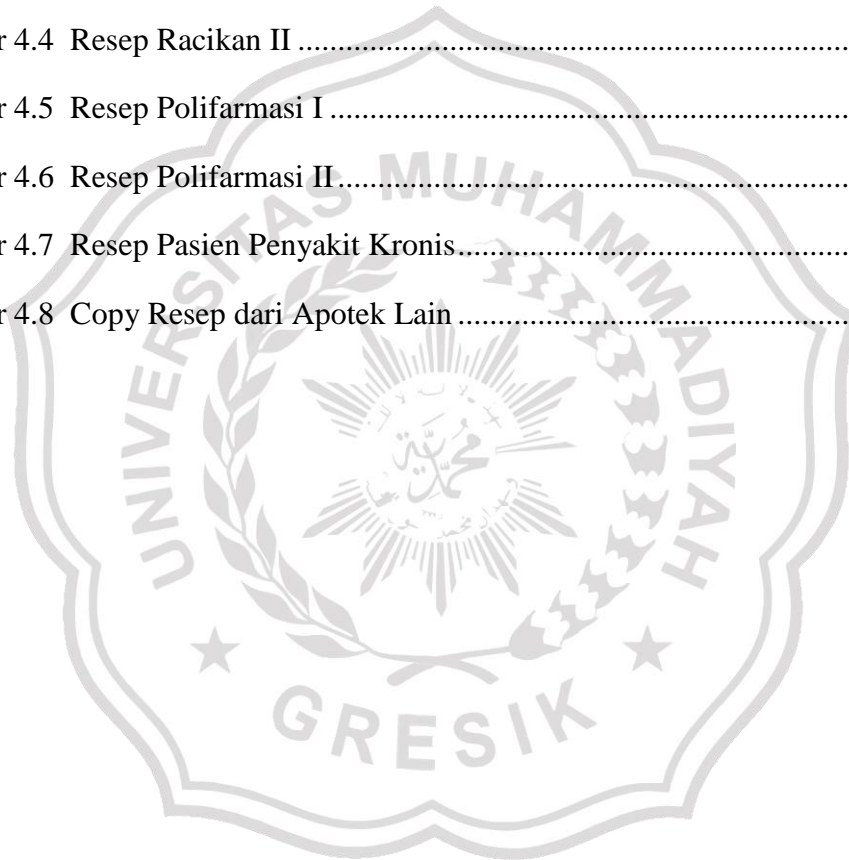 r 4.4 Resep Racikan II ........................................................................
r 4.5 Resep Polifarmasi I ....................................................................
r 4.6 Resep Polifarmasi II ...................................................................
r 4.7 Resep Pasien Penyakit Kronis ....................................................
r 4.8 Copy Resep dari Apotek Lain ....................................................
UNIVERSITAS MUHAMMADIYAH
GRESIK